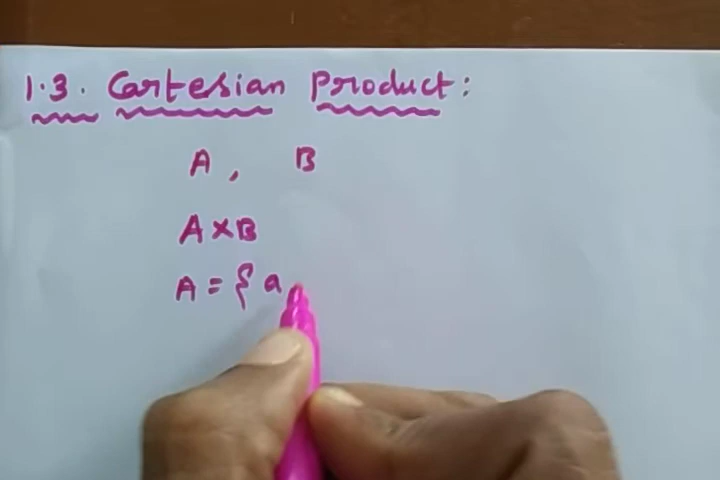 1.3. Cartesian Product:
A, B
A×B
A = { a